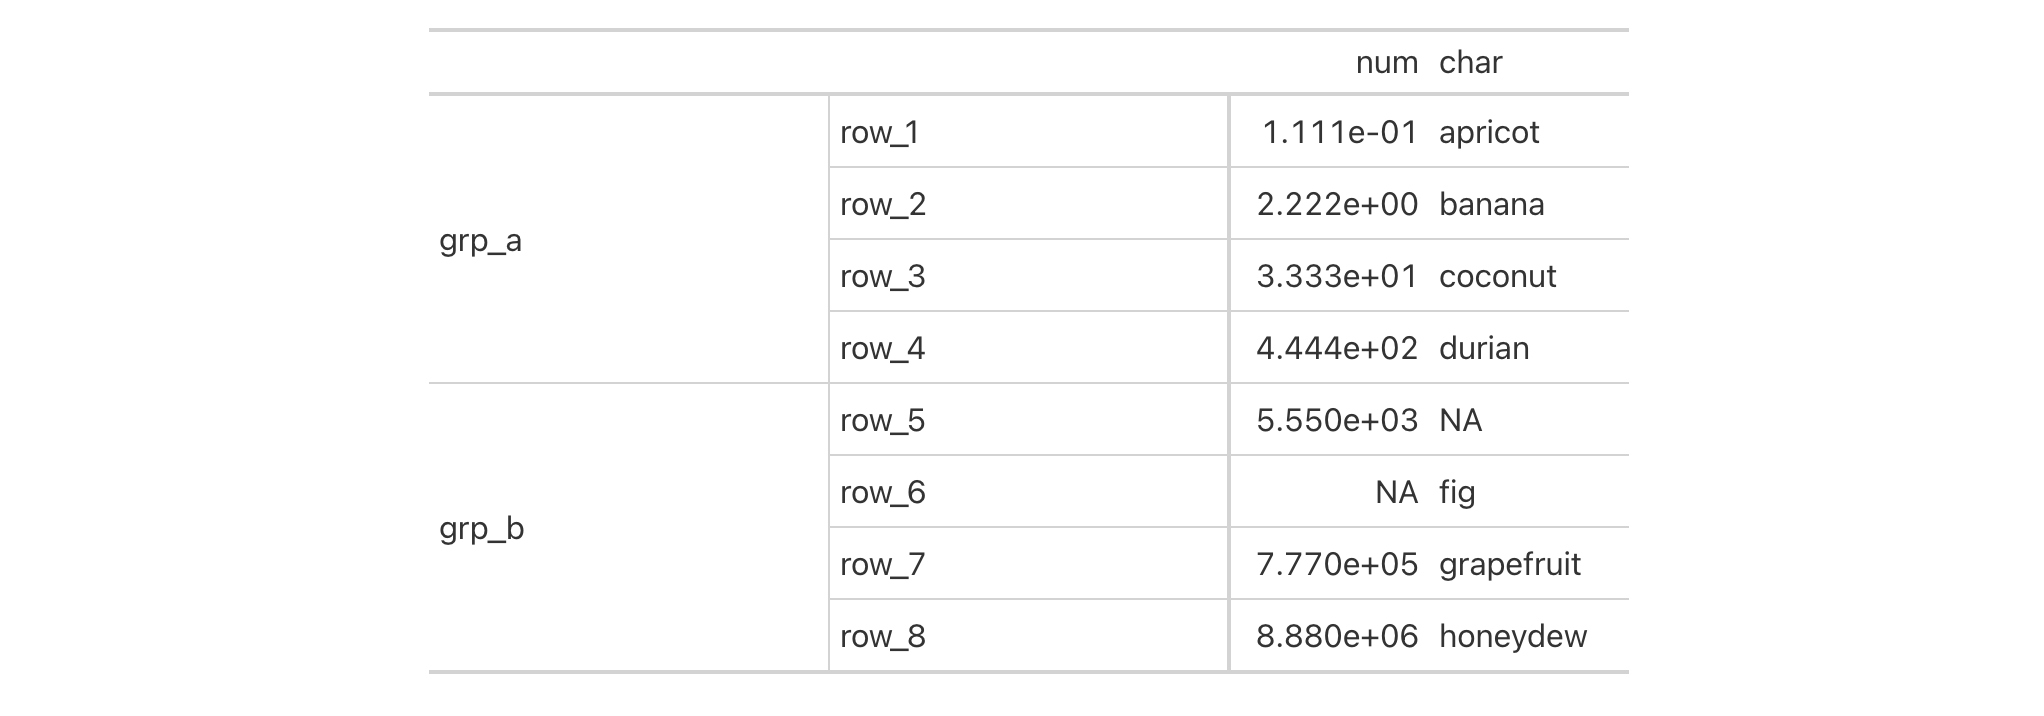 num char
row_1 1.111e-01 apricot
row_2 2.222e+00 banana
grp_a
row_3 3.333e+01 coconut
row_4 4.444e+02 durian
row_5 5.550e+03 NA
row_6 NA fig
grp_b
row_7 7.770e+05 grapefruit
row_8 8.880e+06 honeydew